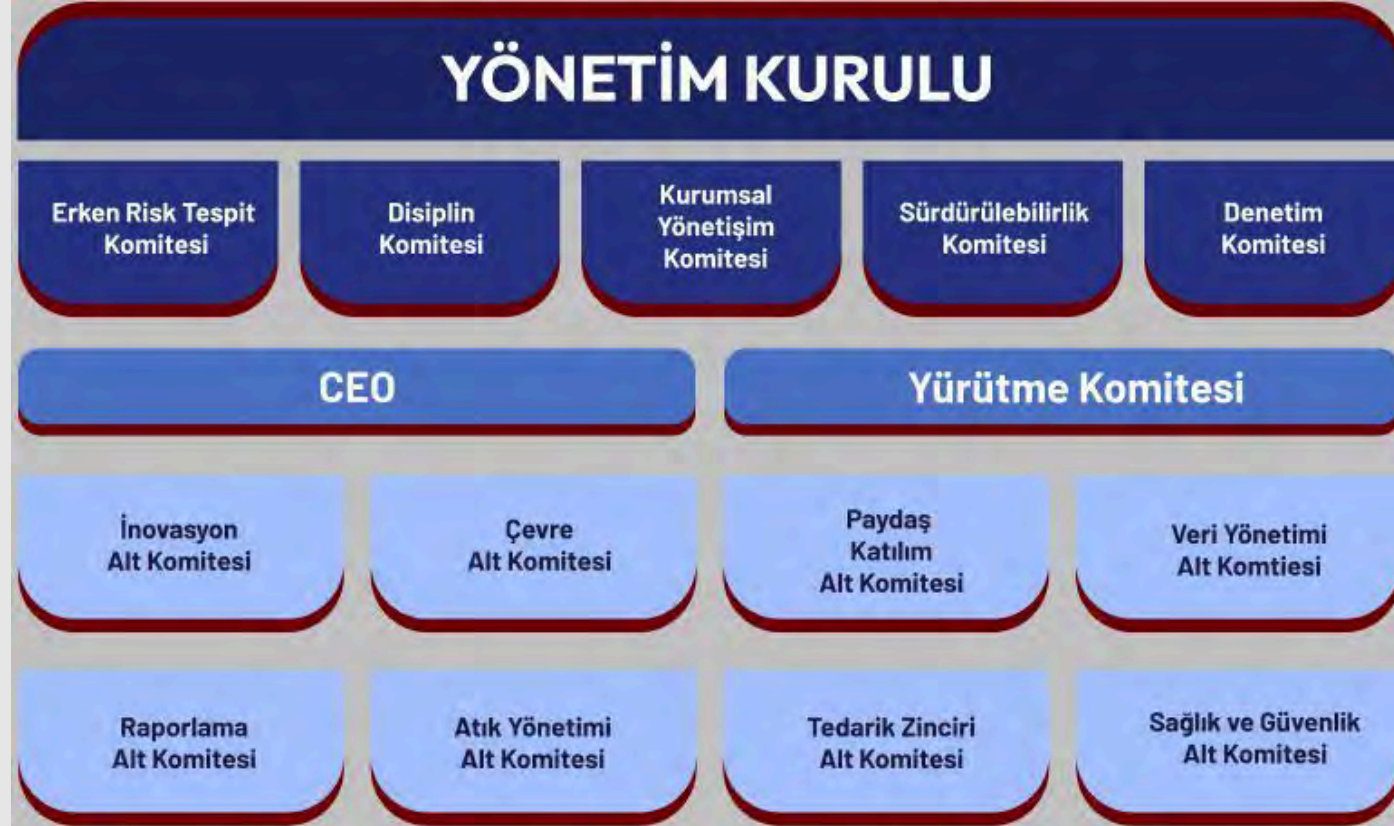 YÖNETİM KURULU
Erken Risk Tespit
Komitesi
Disiplin
Komitesi
Kurumsal
Yönetişim
Komitesi
Sürdürülebilirlik
Komitesi
Denetim
Komitesi
CEO
Yürütme Komitesi
İnovasyon
Alt Komitesi
Çevre
Alt Komitesi
Paydaş
Katılım
Alt Komitesi
Veri Yönetimi
Alt Komtiesi
Raporlama
Alt Komitesi
Atık Yönetimi
Alt Komitesi
Tedarik Zinciri
Alt Komitesi
Sağlık ve Güvenlik
Alt Komitesi